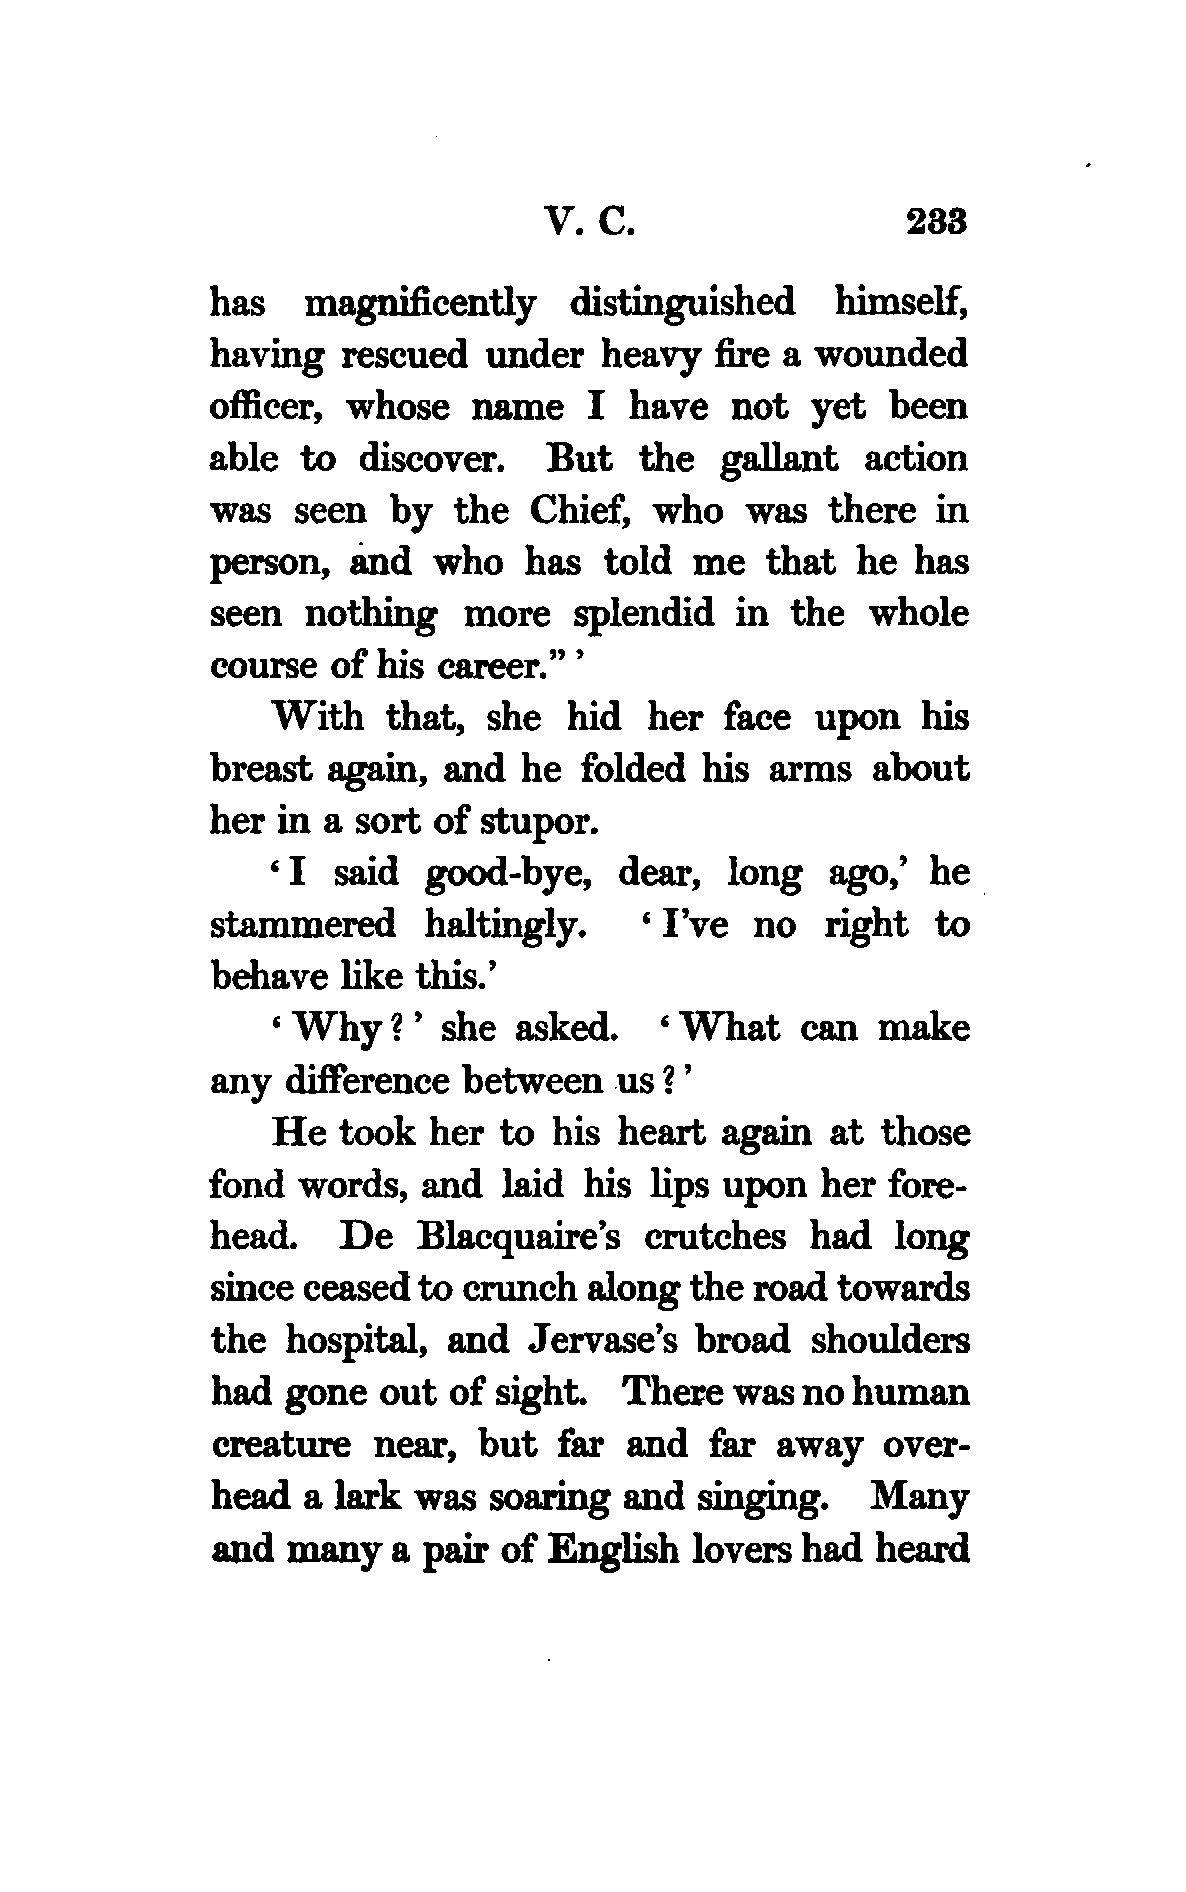 V. C. 233
has magnificently distinguished himself,
having rescued under heavy fire a wounded
officer, whose name I have not yet been
able to discover. But the gallant action
was seen by the Chief, who was there in
person, and who has told me that he has
seen nothing more splendid in the whole
course of his career.” ’
With that, she hid her face upon his
breast again, and he folded his arms about
her in a sort of stupor.
‘ I said good-bye, dear, long ago,’ he
stammered haltingly. ‘ I’ve no right to
behave like this.’
‘ Why ? ’ she asked. ‘ What can make
any difference between us ? ’
He took her to his heart again at those
fond words, and laid his lips upon her fore-
head. De Blacquaire’s crutches had long
since ceased to crunch along the road towards
the hospital, and Jervase’s broad shoulders
had gone out of sight. There was no human
creature near, but far and far away over-
head a lark was soaring and singing. Many
and many a pair of English lovers had heard